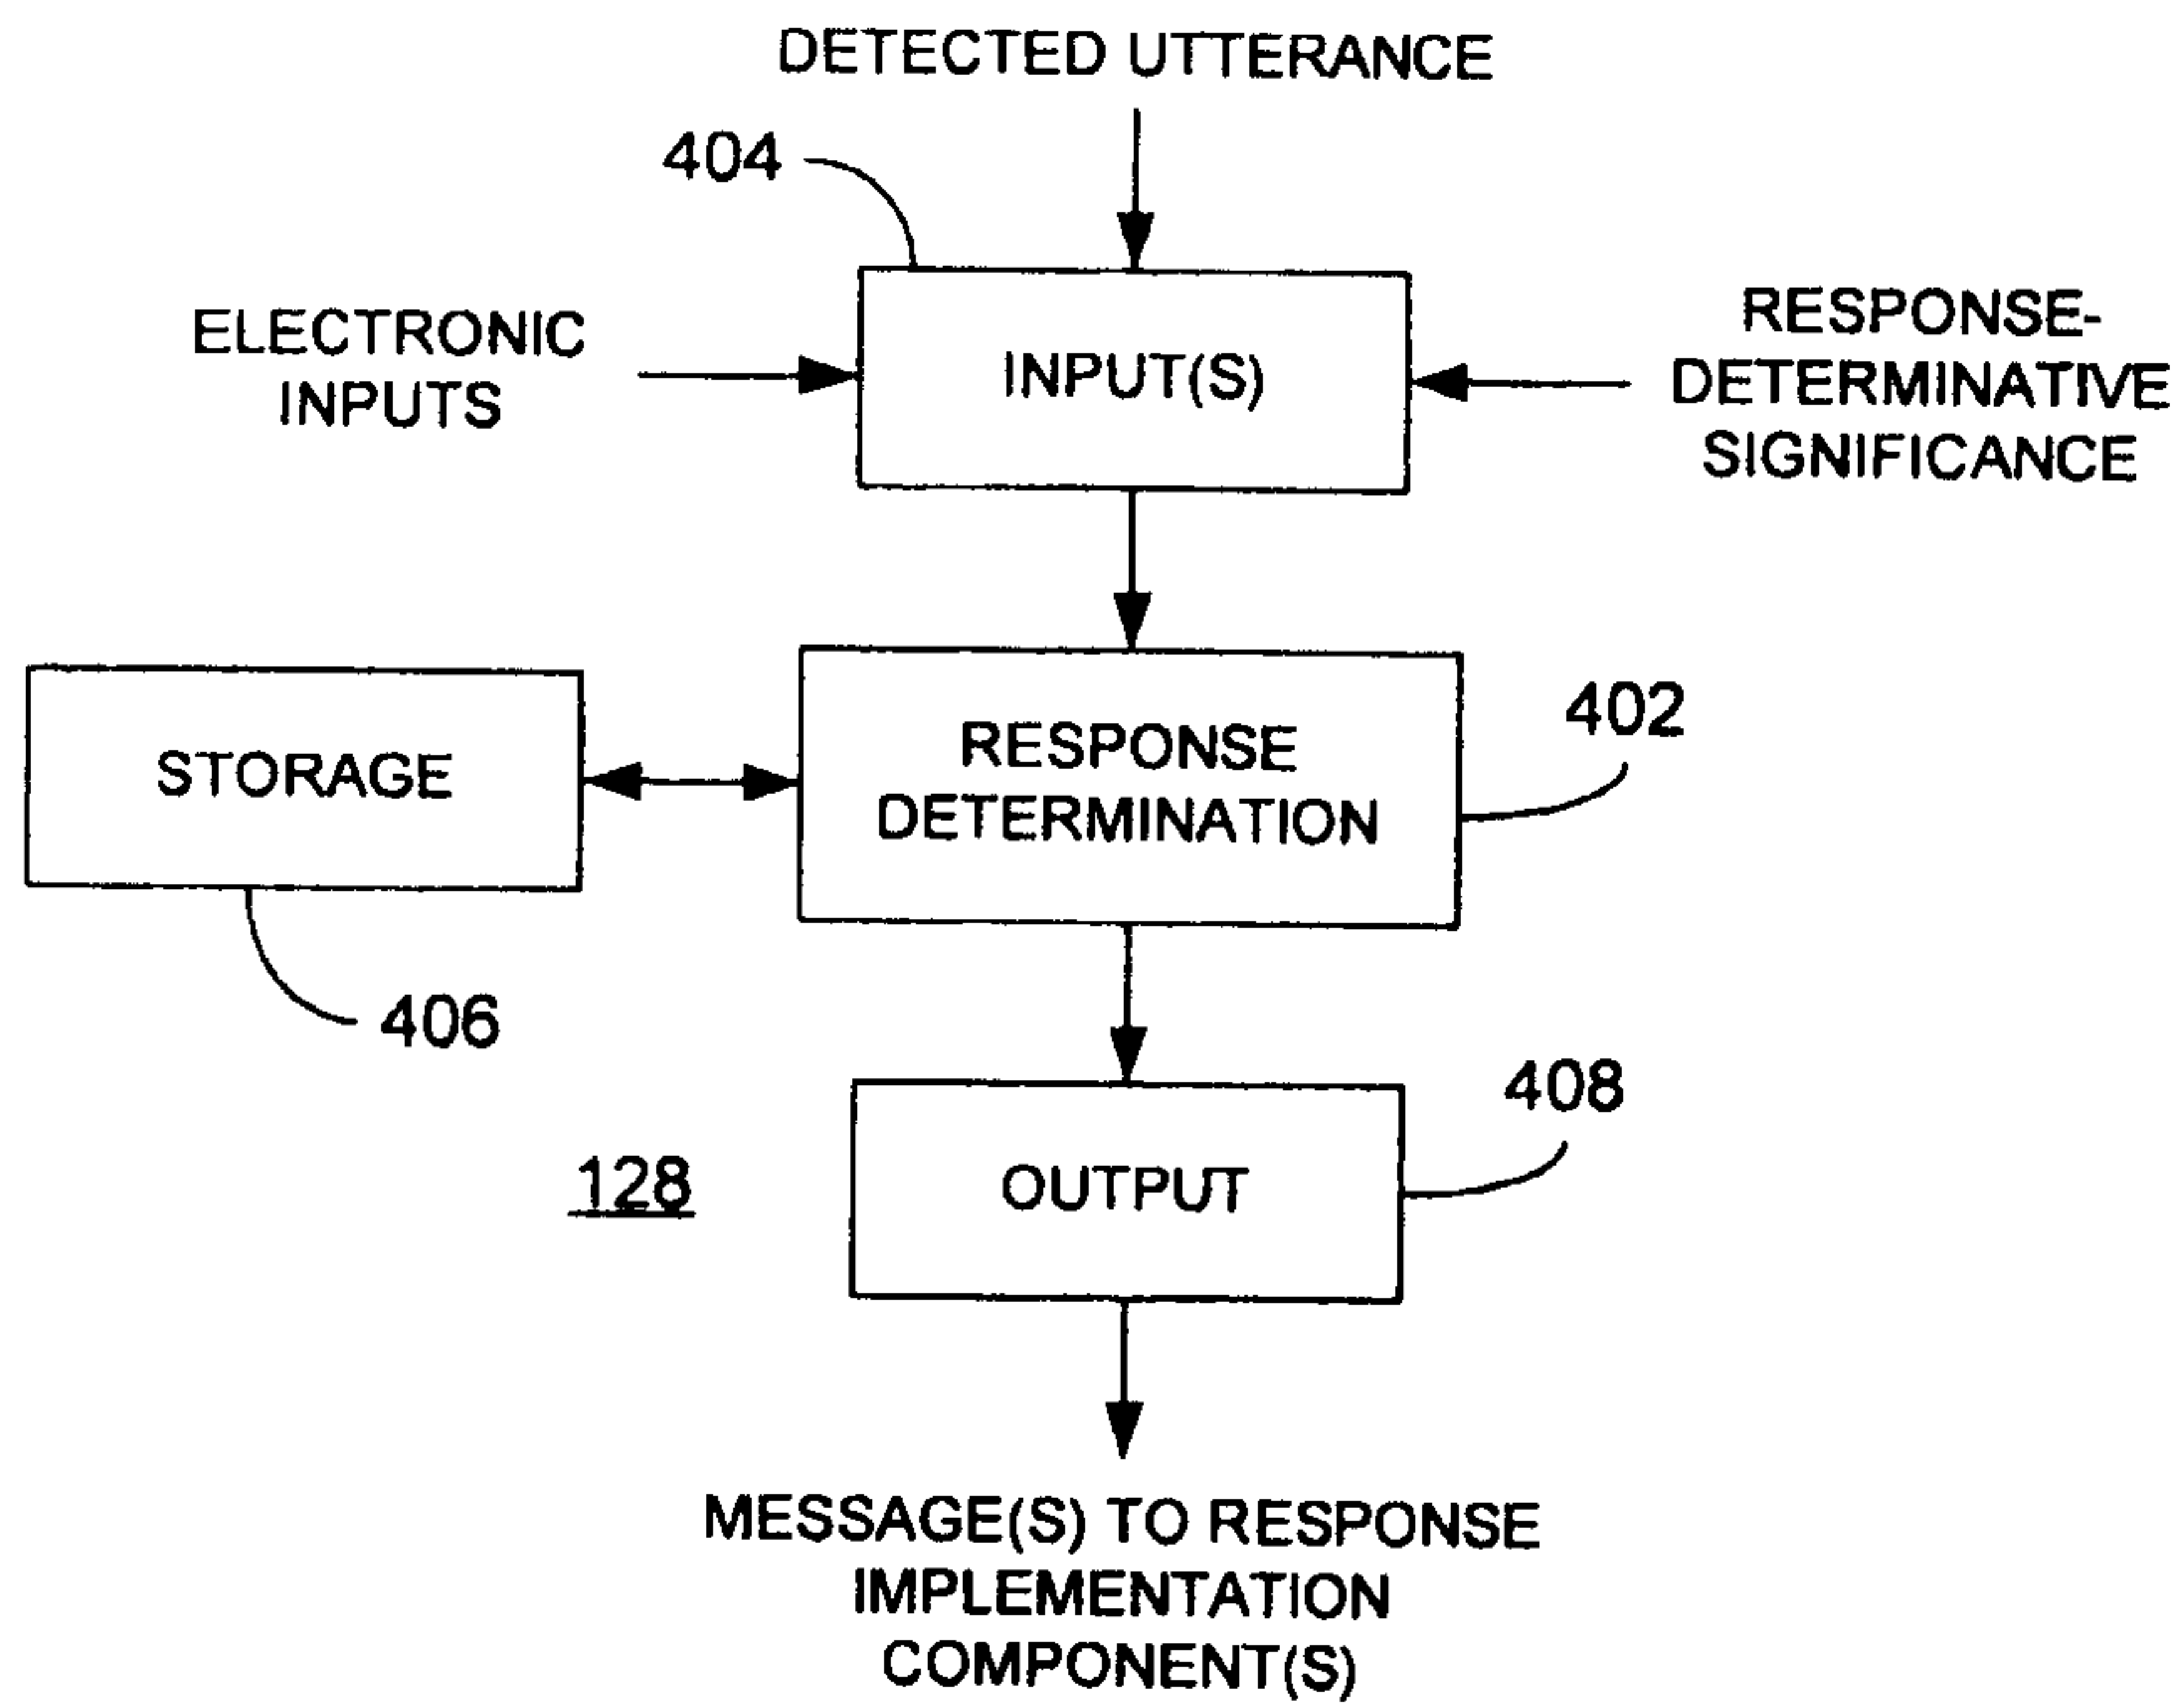 DETECTED UTTERANCE
404
ELECTRONIC
INPUTS
INPUT(S)
RESPONSE-
DETERMINATIVE
SIGNIFICANCE
STORAGE
RESPONSE
DETERMINATION
402
406
408
128
OUTPUT
MESSAGE(S) TO RESPONSE
IMPLEMENTATION
COMPONENT(S)